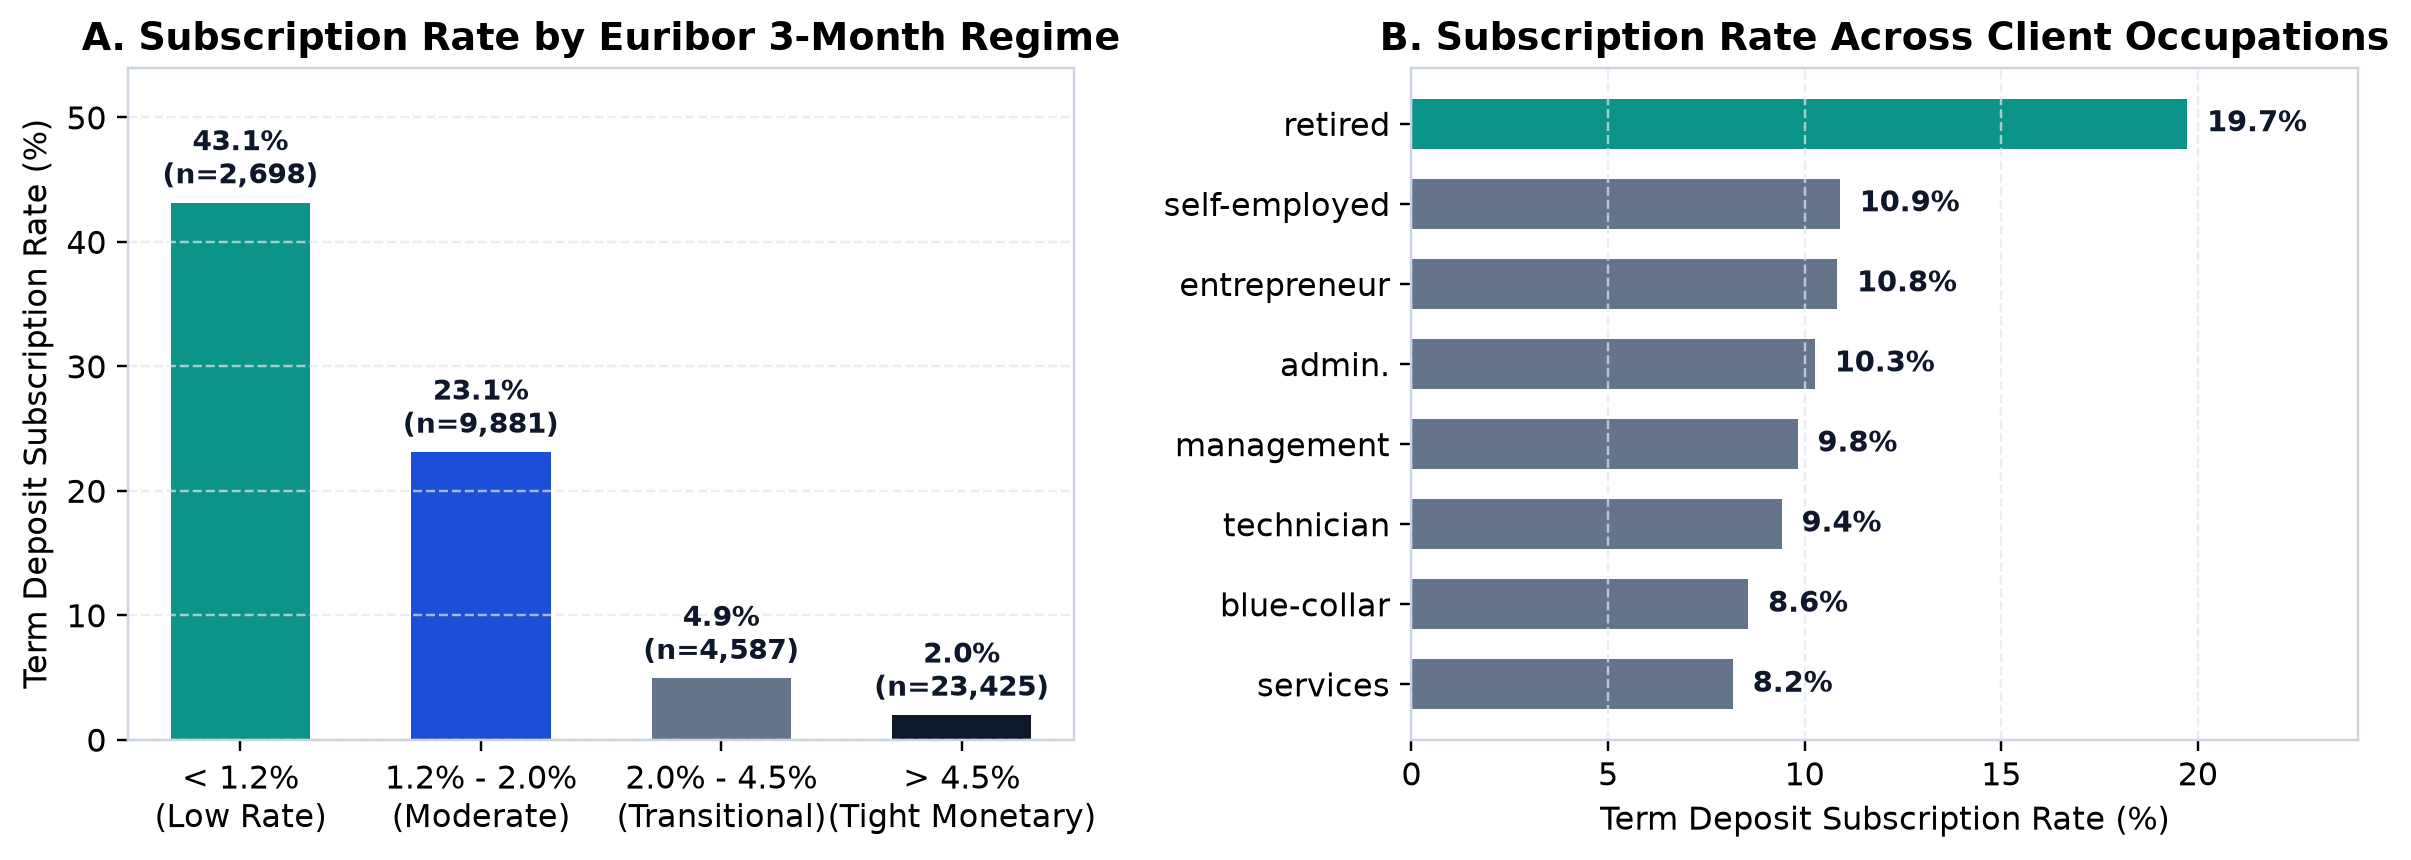 A. Subscription Rate by Euribor 3-Month Regime
Term Deposit Subscription Rate (%)
50
40
30
20
10
0
43.1%
(n=2,698)
23.1%
(n=9,881)
4.9%
(n=4,587)
2.0%
(n=23,425)
< 1.2%
(Low Rate)
1.2% - 2.0%
(Moderate)
2.0% - 4.5%
(Transitional)
> 4.5%
(Tight Monetary)
B. Subscription Rate Across Client Occupations
retired 19.7%
self-employed 10.9%
entrepreneur 10.8%
admin. 10.3%
management 9.8%
technician 9.4%
blue-collar 8.6%
services 8.2%
0 5 10 15 20
Term Deposit Subscription Rate (%)